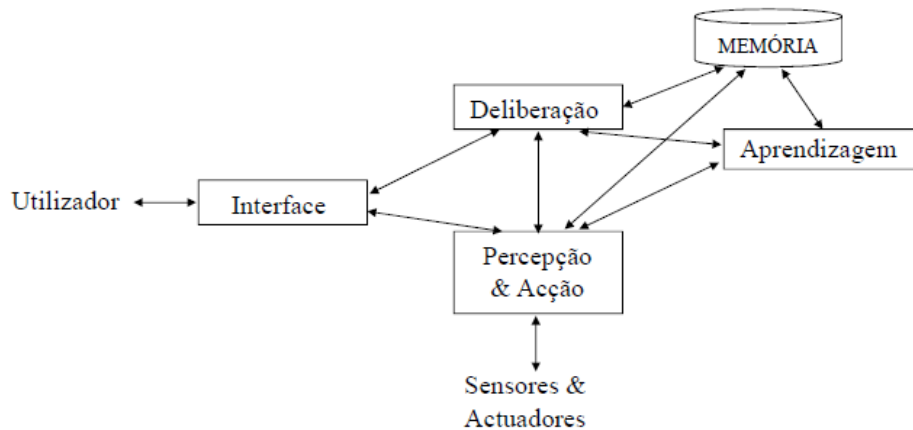 MEMÓRIA
Deliberação
Aprendizagem
Utilizador
Interface
Percepção
& Acção
Sensores &
Actuadores